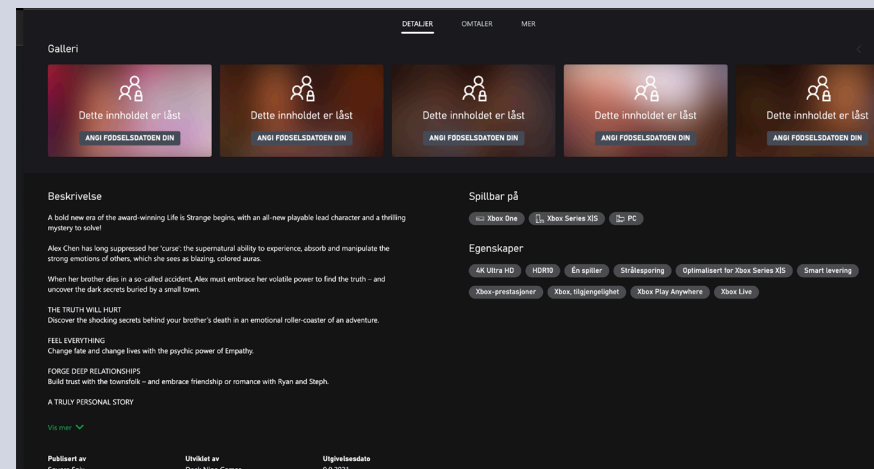 DETALJER OMTALER MER
Galleri
Dette innholdet er låst
ANGI FØDSELSDATOEN DIN
Dette innholdet er låst
ANGI FØDSELSDATOEN DIN
Dette innholdet er låst
ANGI FØDSELSDATOEN DIN
Dette innholdet er låst
ANGI FØDSELSDATOEN DIN
Dette innholdet er låst
ANGI FØDSELSDATOEN DIN
Beskrivelse
A bold new era of the award-winning Life is Strange begins, with an all-new playable lead character and a thrilling
mystery to solve!
Alex Chen has long suppressed her 'curse': the supernatural ability to experience, absorb and manipulate the
strong emotions of others, which she sees as blazing, colored auras.
When her brother dies in a so-called accident, Alex must embrace her volatile power to find the truth – and
uncover the dark secrets buried by a small town.
THE TRUTH WILL HURT
Discover the shocking secrets behind your brother's death in an emotional roller-coaster of an adventure.
FEEL EVERYTHING
Change fate and change lives with the psychic power of Empathy.
FORGE DEEP RELATIONSHIPS
Build trust with the townsfolk – and embrace friendship or romance with Ryan and Steph.
A TRULY PERSONAL STORY
Vis mer
Spillbar på
Xbox One Xbox Series X|S PC
Egenskaper
4K Ultra HD HDR10 Én spiller Strålesporing Optimalisert for Xbox Series X|S Smart levering
Xbox-prestasjoner Xbox, tilgjengelighet Xbox Play Anywhere Xbox Live
Publisert av Utviklet av Utgivelsesdato
Square Enix Deck Nine Games 9.9.2021